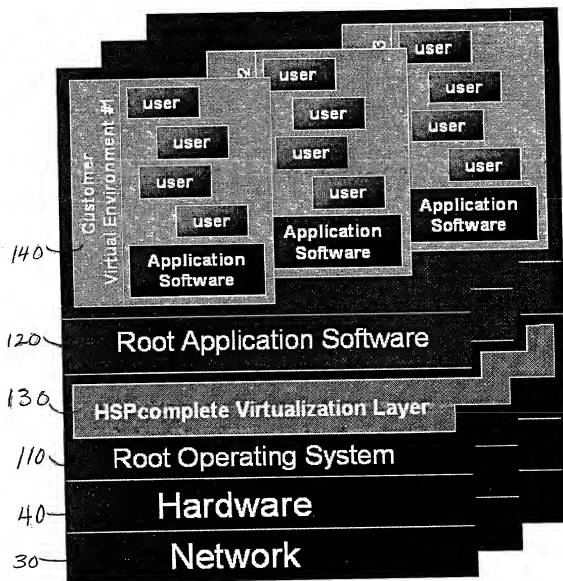 Customer
Virtual Environment #1
user
user
user
user
Application
Software
2
user
user
user
user
Application
Software
3
user
user
user
user
Application
Software
140
120
Root Application Software
130
HSPcomplete Virtualization Layer
110
Root Operating System
40
Hardware
30
Network